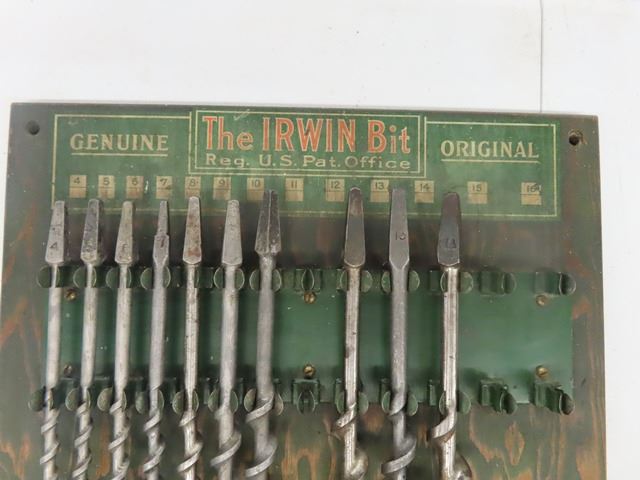 GENUINE
The IRWIN Bit
Reg. U.S. Pat. Office
ORIGINAL
4 5 6 7 8 9 10 11 12 13 14 15 16